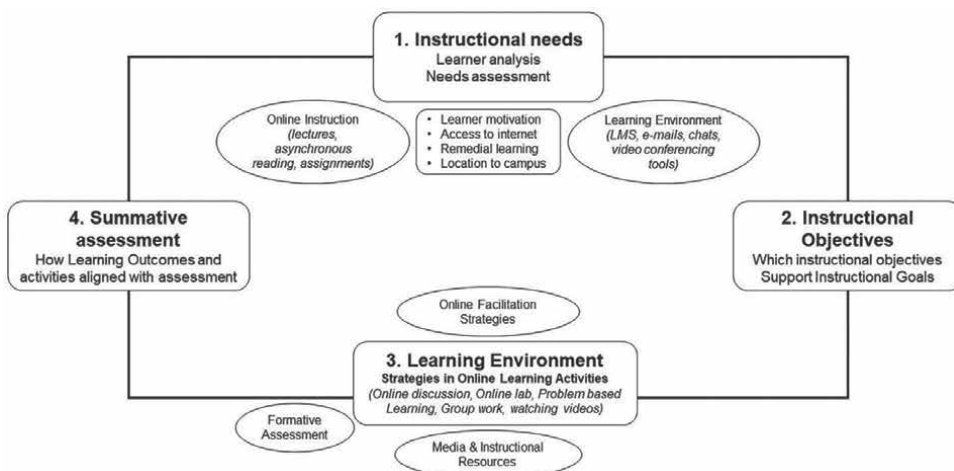 1. Instructional needs
Learner analysis
Needs assessment
Online Instruction
(lectures,
asynchronous
reading, assignments)
• Learner motivation
• Access to internet
• Remedial learning
• Location to campus
Learning Environment
(LMS, e-mails, chats,
video conferencing
tools)
4. Summative
assessment
How Learning Outcomes and
activities aligned with assessment
2. Instructional
Objectives
Which instructional objectives
Support Instructional Goals
Online Facilitation
Strategies
3. Learning Environment
Strategies in Online Learning Activities
(Online discussion, Online lab, Problem based
Learning, Group work, watching videos)
Formative
Assessment
Media & Instructional
Resources